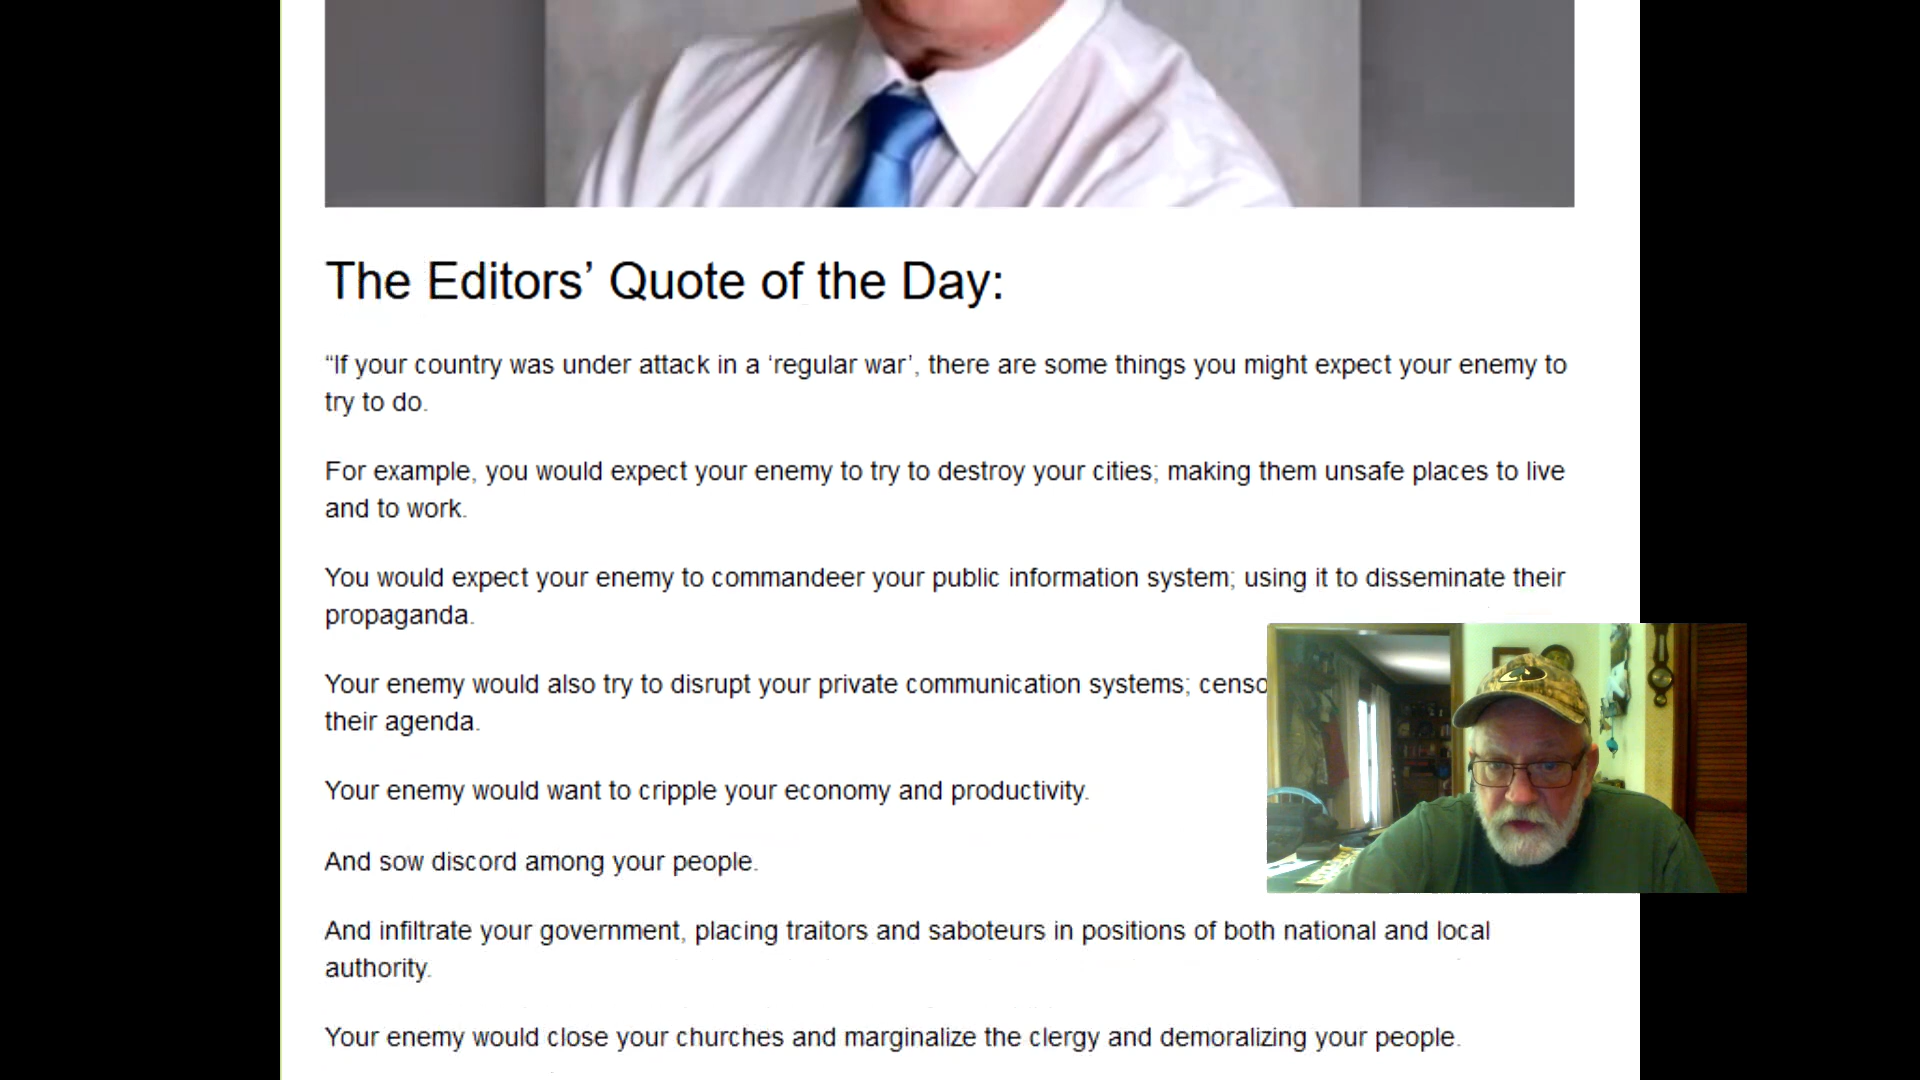 The Editors’ Quote of the Day:
“If your country was under attack in a ‘regular war’, there are some things you might expect your enemy to
try to do.
For example, you would expect your enemy to try to destroy your cities; making them unsafe places to live
and to work.
You would expect your enemy to commandeer your public information system; using it to disseminate their
propaganda.
Your enemy would also try to disrupt your private communication systems;
their agenda.
Your enemy would want to cripple your economy and productivity.
And sow discord among your people.
And infiltrate your government, placing traitors and saboteurs in positions of both national and local
authority.
Your enemy would close your churches and marginalize the clergy and demoralizing your people.